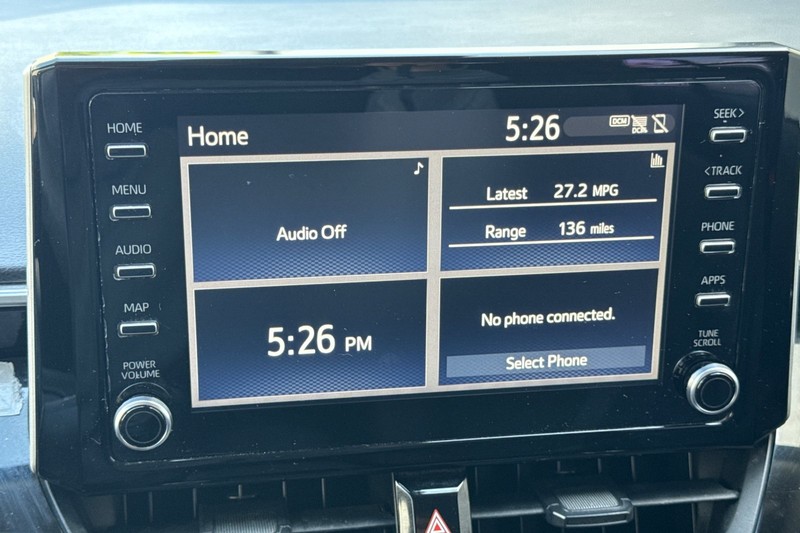 HOME
MENU
AUDIO
MAP
POWER
VOLUME
Home
5:26
DCM
DCM
Audio Off
Latest 27.2 MPG
Range 136 miles
5:26 PM
No phone connected.
Select Phone
SEEK >
< TRACK
PHONE
APPS
TUNE
SCROLL